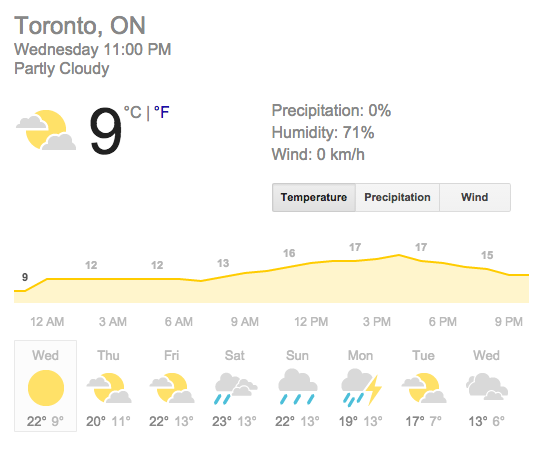 Toronto, ON
Wednesday 11:00 PM
Partly Cloudy
9 °C | °F
Precipitation: 0%
Humidity: 71%
Wind: 0 km/h
Temperature Precipitation Wind
9 12 12 13 16 17 17 15
12 AM 3 AM 6 AM 9 AM 12 PM 3 PM 6 PM 9 PM
Wed Thu Fri Sat Sun Mon Tue Wed
22° 9° 20° 11° 22° 13° 23° 13° 22° 13° 19° 13° 17° 7° 13° 6°